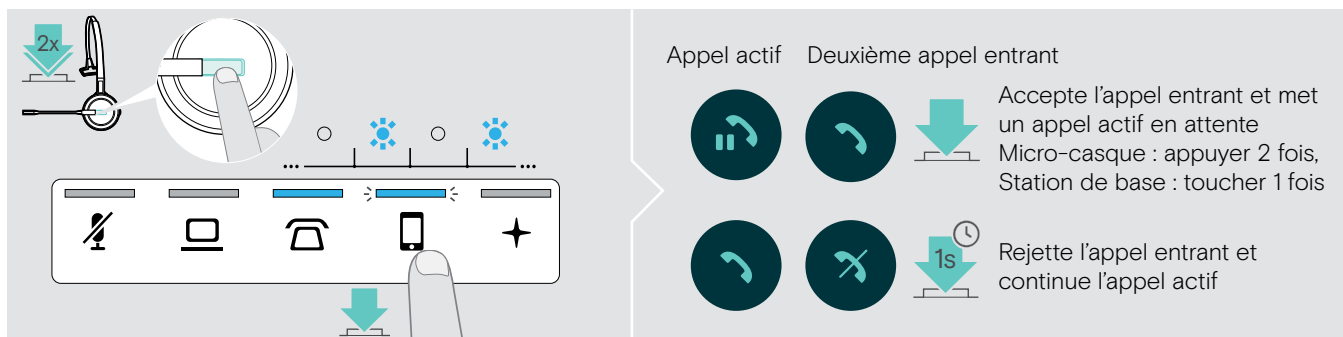 2x
Appel actif Deuxième appel entrant
Accepte l’appel entrant et met
un appel actif en attente
Micro-casque : appuyer 2 fois,
Station de base : toucher 1 fois
1s
Rejette l’appel entrant et
continue l’appel actif